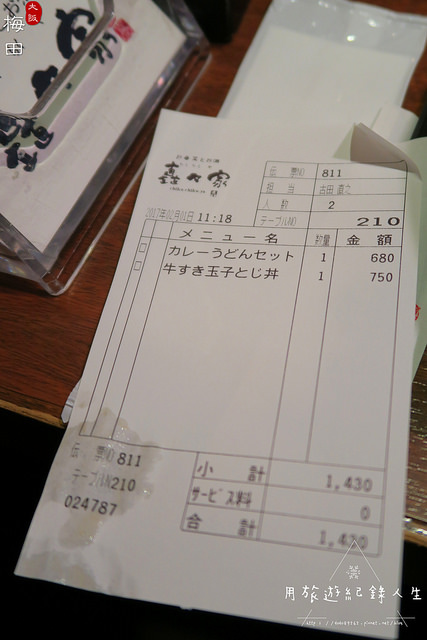 大阪
梅田
喜々家
伝票NO 811
担当 古田 直之
人数 2
2017年02月01日 11:18
テーブルNO 210
メニュー名 数量 金額
カレーうどんセット 1 680
牛すき玉子とじ丼 1 750
伝票NO 811
テーブルNO 210
024787
小計 1,430
サービス料 0
合計 1,430
用旅遊紀錄人生